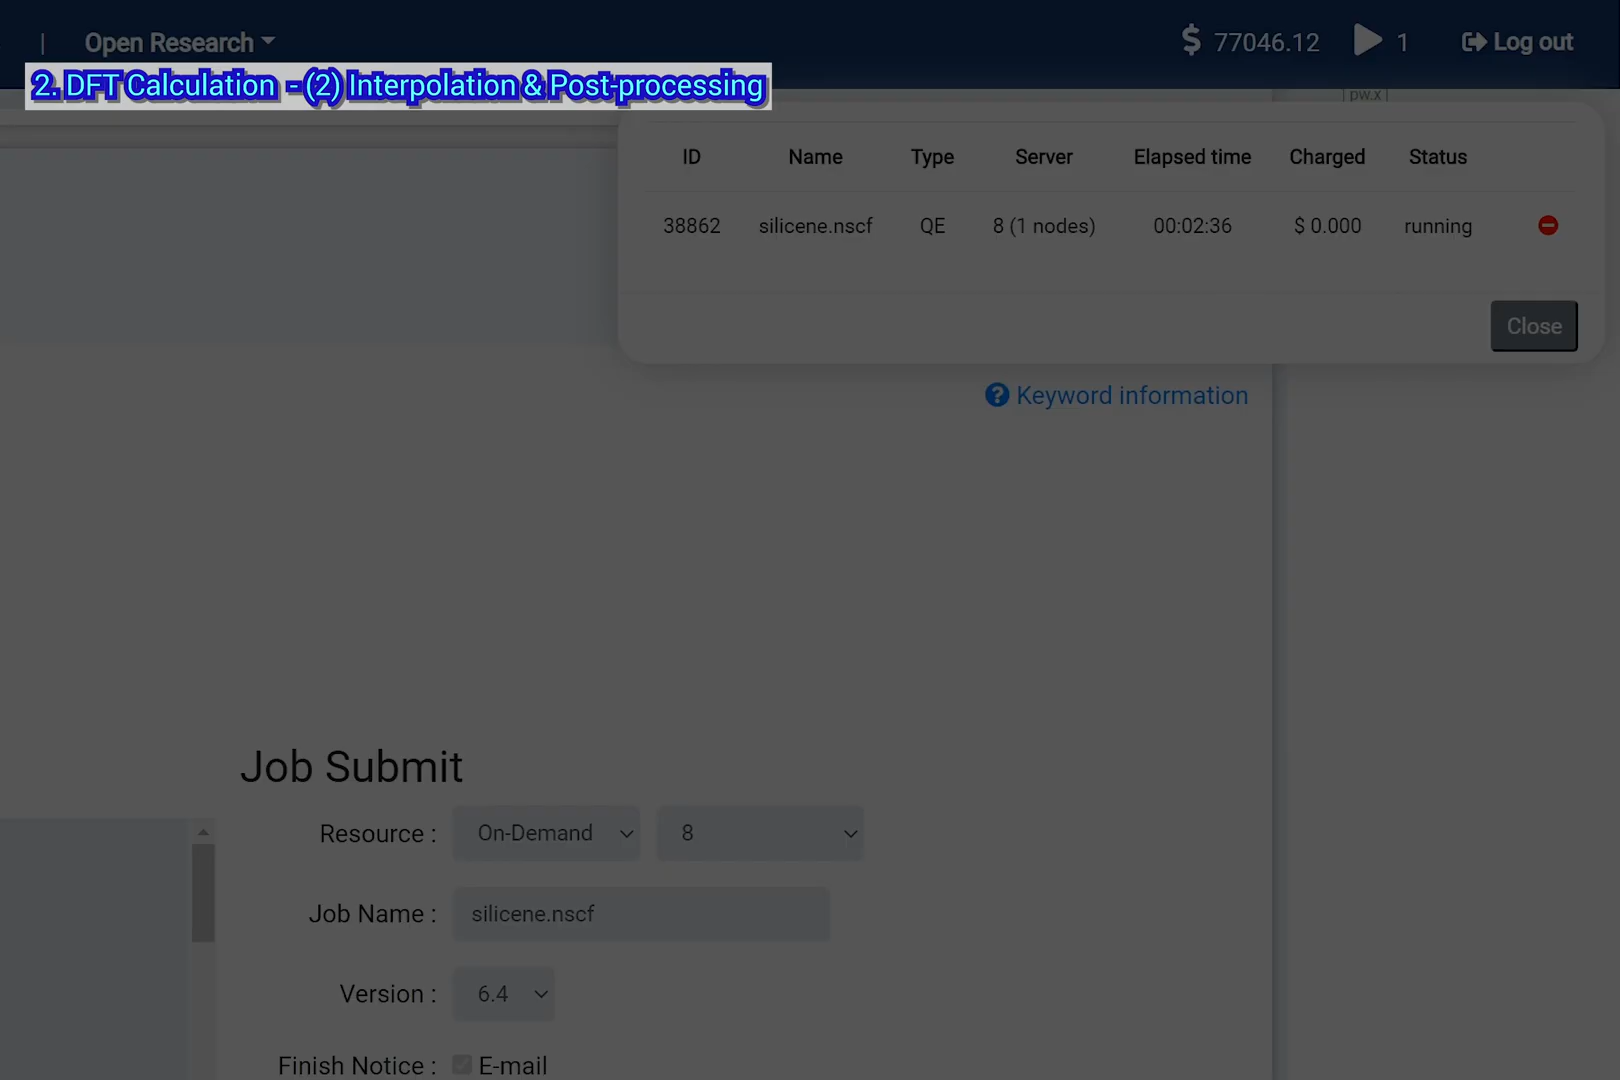 | Open Research $ 77046.12 1 Log out
2. DFT Calculation - (2) Interpolation & Post-processing
| pw.x |
ID Name Type Server Elapsed time Charged Status
38862 silicene.nscf QE 8 (1 nodes) 00:02:36 $ 0.000 running
Close
Keyword information
Job Submit
Resource : On-Demand 8
Job Name : silicene.nscf
Version : 6.4
Finish Notice : E-mail